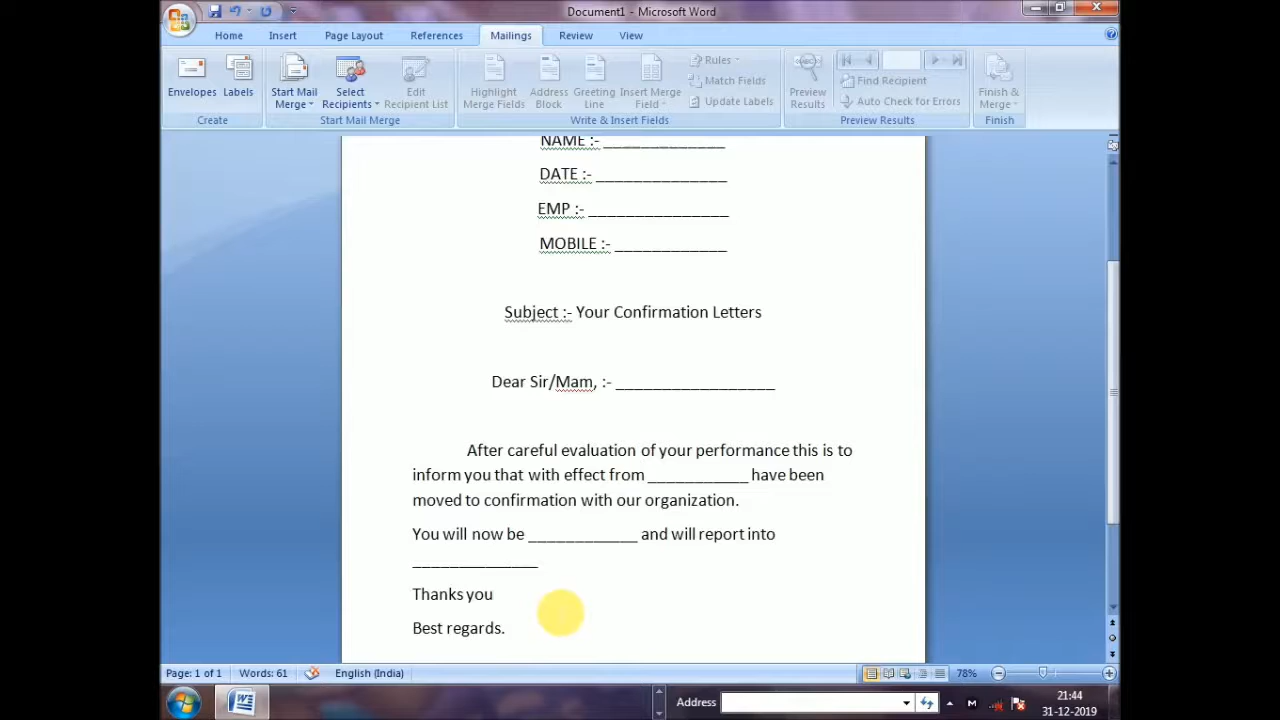 Document1 - Microsoft Word
Home Insert Page Layout References Mailings Review View
Envelopes Labels Start Mail Merge Select Recipients Edit Recipient List Highlight Merge Fields Address Block Greeting Line Insert Merge Field Rules Match Fields Update Labels ABC Preview Results Find Recipient Auto Check for Errors Finish & Merge
Create Start Mail Merge Write & Insert Fields Preview Results Finish
NAME :- _____________
DATE :- ______________
EMP :- _______________
MOBILE :- ____________
Subject :- Your Confirmation Letters
Dear Sir/Mam, :- _________________
After careful evaluation of your performance this is to
inform you that with effect from ___________ have been
moved to confirmation with our organization.
You will now be ____________ and will report into
______________
Thanks you
Best regards.
Page: 1 of 1 Words: 61 English (India) 78%
Address M 21:44
31-12-2019